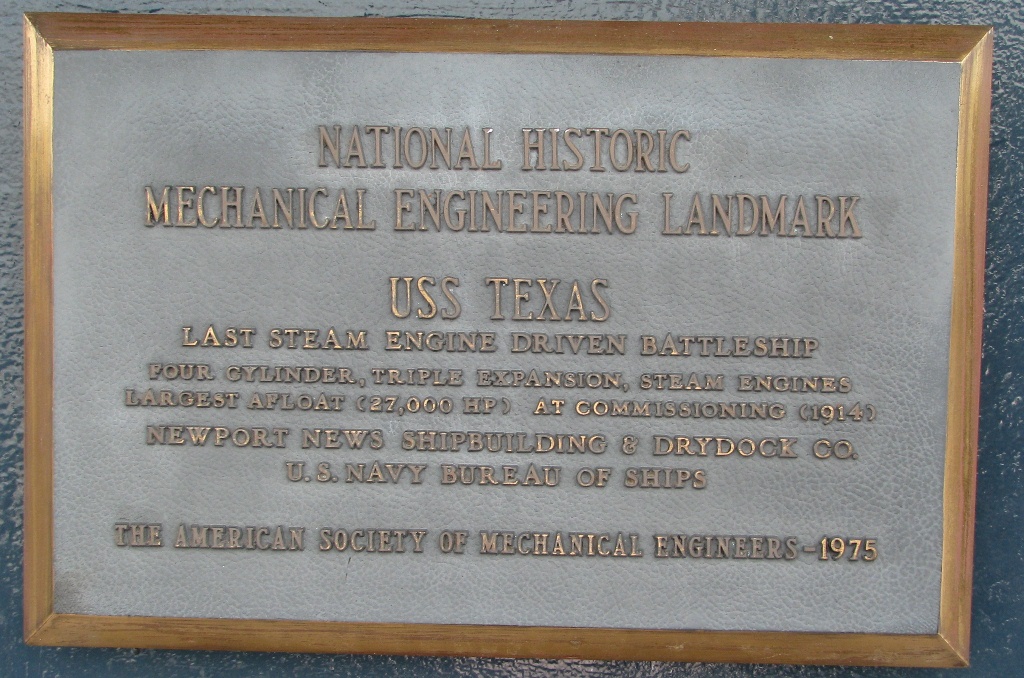 NATIONAL HISTORIC
MECHANICAL ENGINEERING LANDMARK
USS TEXAS
LAST STEAM ENGINE DRIVEN BATTLESHIP
FOUR CYLINDER, TRIPLE EXPANSION, STEAM ENGINES
LARGEST AFLOAT (27,000 HP) AT COMMISSIONING (1914)
NEWPORT NEWS SHIPBUILDING & DRYDOCK CO.
U.S. NAVY BUREAU OF SHIPS
THE AMERICAN SOCIETY OF MECHANICAL ENGINEERS-1975